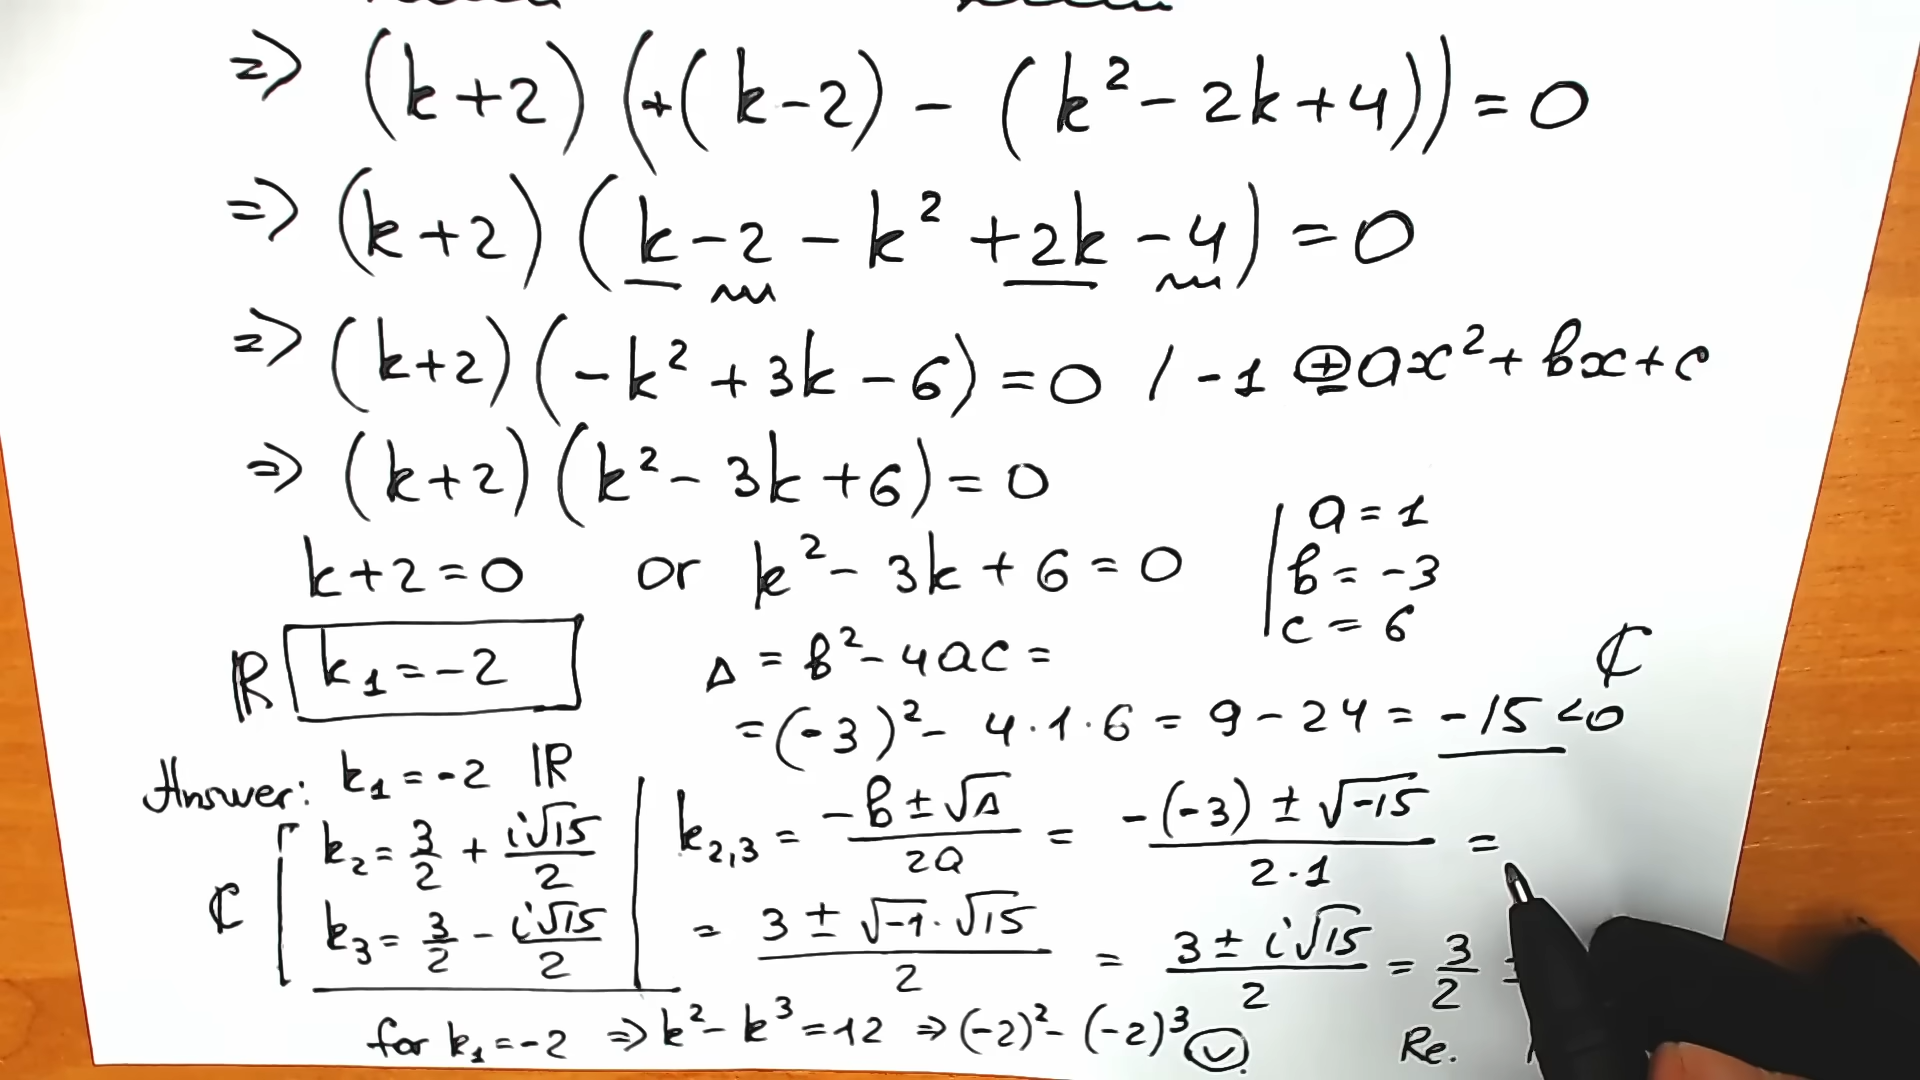 => (k+2) (+(k-2) - (k² - 2k+4)) = 0
=> (k+2) (k-2 - k² +2k -4) = 0
=> (k+2) (-k² +3k -6) = 0 / -1 ⊕ ax² + bx + c
=> (k+2) (k² - 3k +6) = 0
k+2=0 or k² - 3k + 6 = 0
a = 1
b = -3
c = 6
ℝ k₁ = -2
Δ = b² - 4ac =
ℂ
= (-3)² - 4·1·6 = 9 - 24 = -15 <0
Answer: k₁ = -2 ℝ
ℂ [ k₂ = 3/2 + i√15/2
k₃ = 3/2 - i√15/2
k₂,₃ = (-b ± √Δ)/2a = (-(-3) ± √-15)/(2·1) =
= (3 ± √-1 · √15)/2 = (3 ± i√15)/2 = 3/2 ±
for k₁ = -2 => k² - k³ = 12 => (-2)² - (-2)³ ✓
Re.